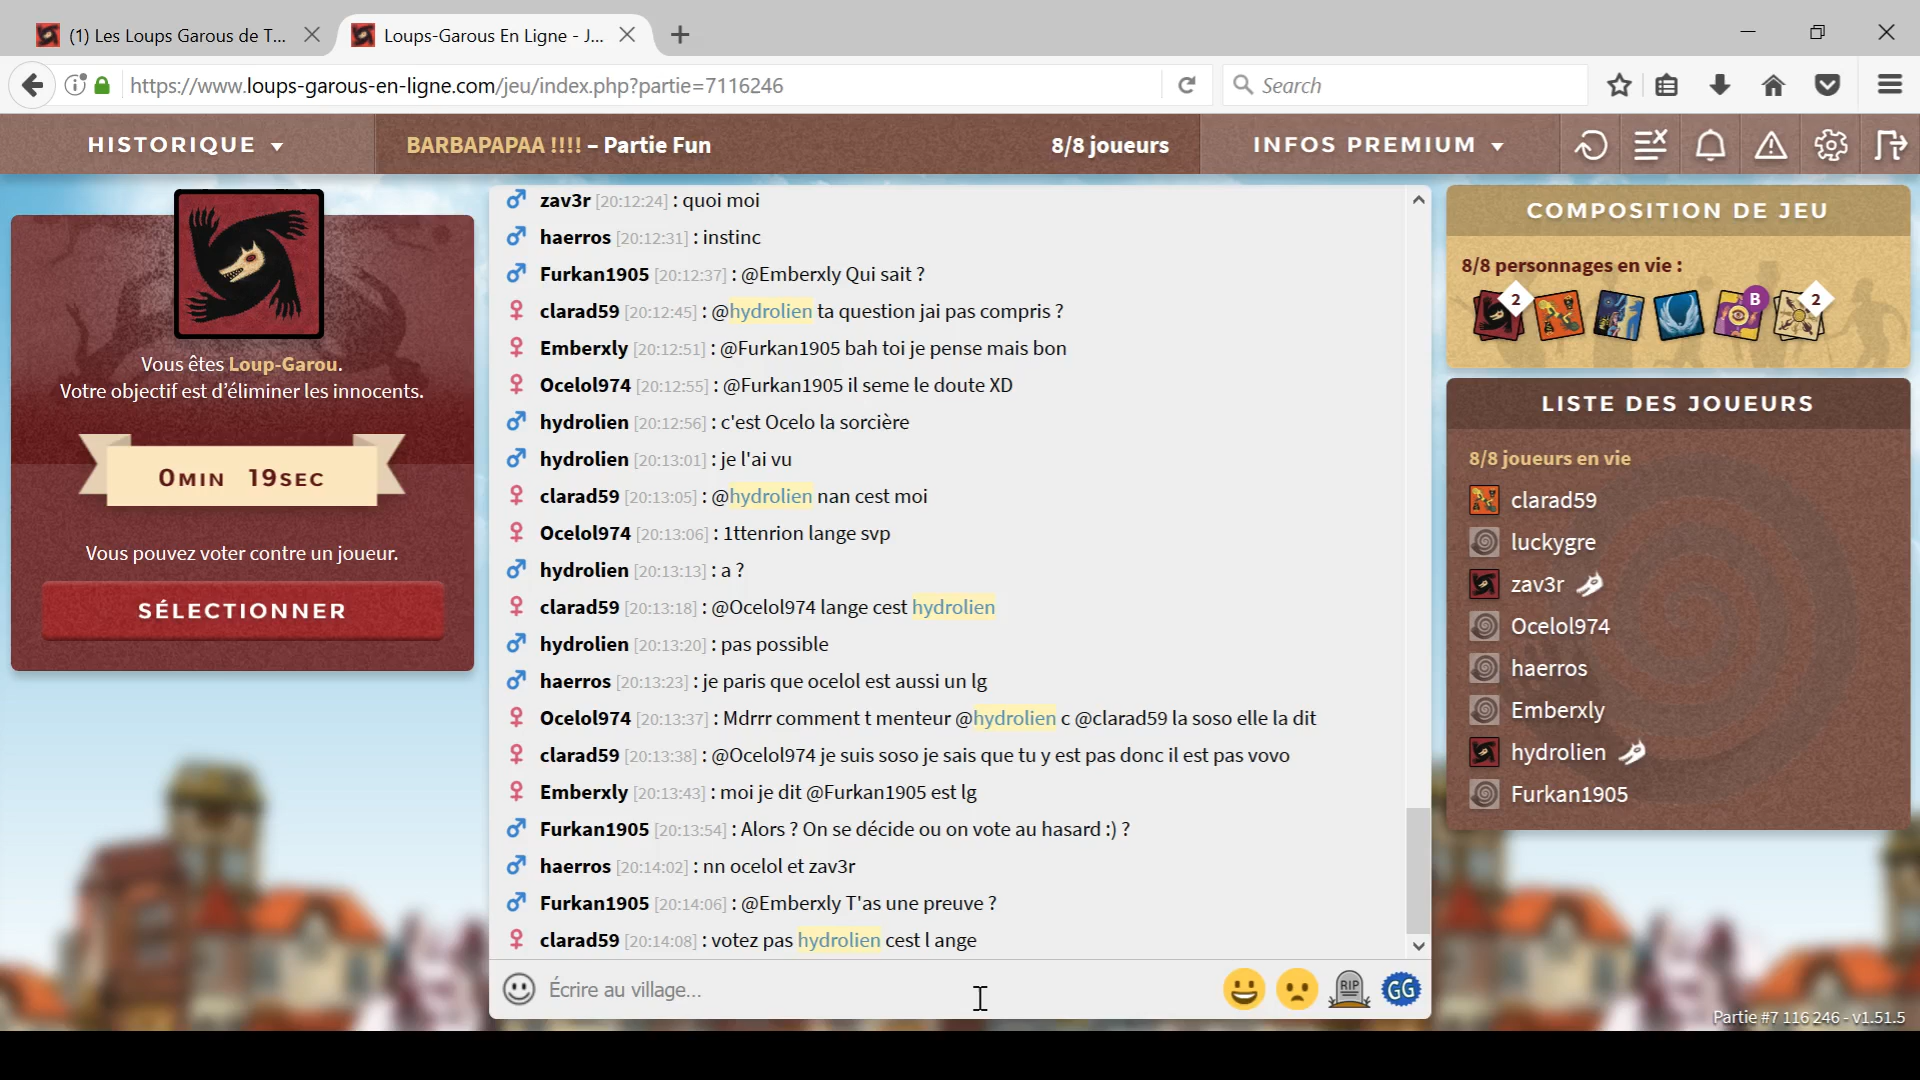 (1) Les Loups Garous de T...
Loups-Garous En Ligne - J...
https://www.loups-garous-en-ligne.com/jeu/index.php?partie=7116246
Search
HISTORIQUE
BARBAPAPAA !!!! – Partie Fun
8/8 joueurs
INFOS PREMIUM
Vous êtes Loup-Garou.
Votre objectif est d'éliminer les innocents.
0MIN 19SEC
Vous pouvez voter contre un joueur.
SÉLECTIONNER
zav3r [20:12:24] : quoi moi
haerros [20:12:31] : instinc
Furkan1905 [20:12:37] : @Emberxly Qui sait ?
clarad59 [20:12:45] : @hydrolien ta question jai pas compris ?
Emberxly [20:12:51] : @Furkan1905 bah toi je pense mais bon
Ocelol974 [20:12:55] : @Furkan1905 il seme le doute XD
hydrolien [20:12:56] : c'est Ocelo la sorcière
hydrolien [20:13:01] : je l'ai vu
clarad59 [20:13:05] : @hydrolien nan cest moi
Ocelol974 [20:13:06] : 1ttenrion lange svp
hydrolien [20:13:13] : a ?
clarad59 [20:13:18] : @Ocelol974 lange cest hydrolien
hydrolien [20:13:20] : pas possible
haerros [20:13:23] : je paris que ocelol est aussi un lg
Ocelol974 [20:13:37] : Mdrrr comment t menteur @hydrolien c @clarad59 la soso elle la dit
clarad59 [20:13:38] : @Ocelol974 je suis soso je sais que tu y est pas donc il est pas vovo
Emberxly [20:13:43] : moi je dit @Furkan1905 est lg
Furkan1905 [20:13:54] : Alors ? On se décide ou on vote au hasard :) ?
haerros [20:14:02] : nn ocelol et zav3r
Furkan1905 [20:14:06] : @Emberxly T'as une preuve ?
clarad59 [20:14:08] : votez pas hydrolien cest l ange
Écrire au village...
RIP
GG
COMPOSITION DE JEU
8/8 personnages en vie :
2
B
2
LISTE DES JOUEURS
8/8 joueurs en vie
clarad59
luckygre
zav3r
Ocelol974
haerros
Emberxly
hydrolien
Furkan1905
Partie #7 116 246 - v1.51.5